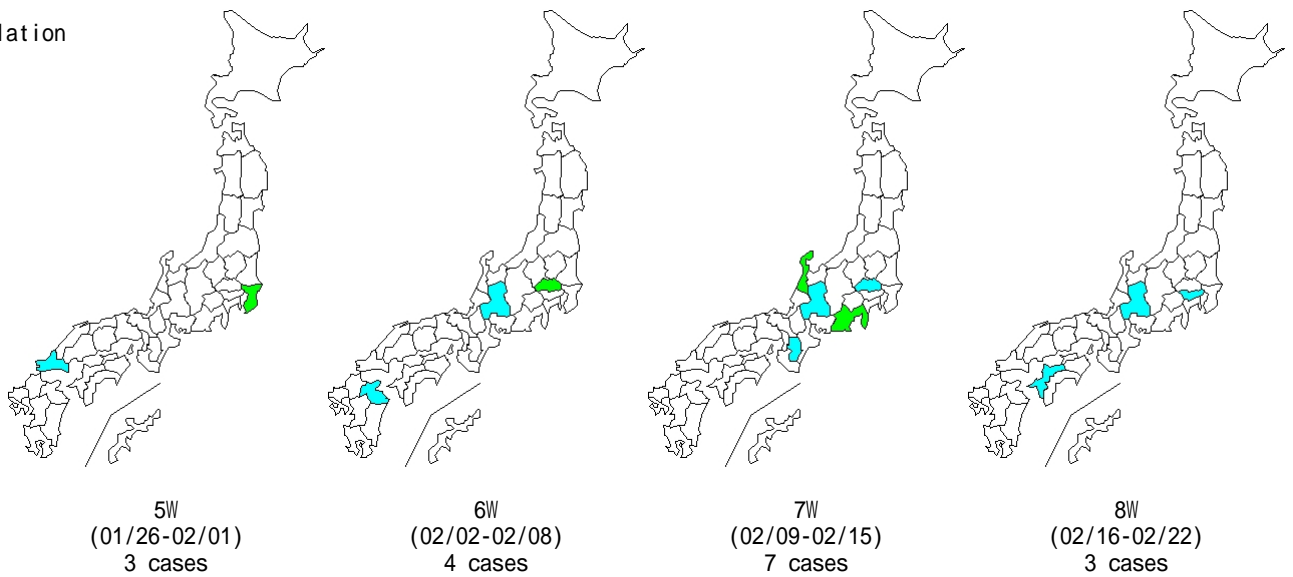 lation
5W
(01/26-02/01)
3 cases
6W
(02/02-02/08)
4 cases
7W
(02/09-02/15)
7 cases
8W
(02/16-02/22)
3 cases